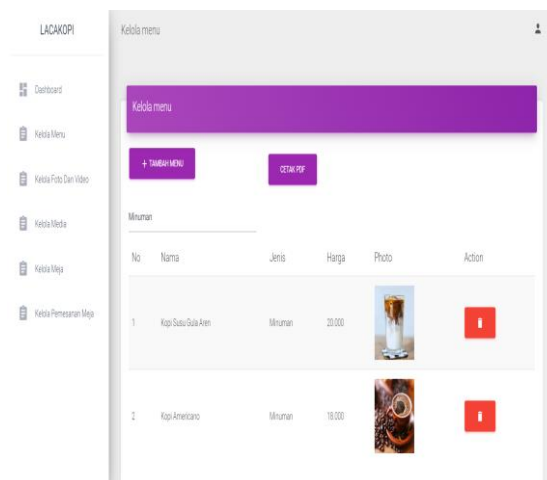 LACAKOPI
Kelola menu
Dashboard
Kelola Menu
Kelola Foto Dan Video
Kelola Media
Kelola Meja
Kelola Pemesanan Meja
Kelola menu
+ TAMBAH MENU
CETAK PDF
Minuman
No Nama Jenis Harga Photo Action
1 Kopi Susu Gula Aren Minuman 20.000
2 Kopi Americano Minuman 18.000